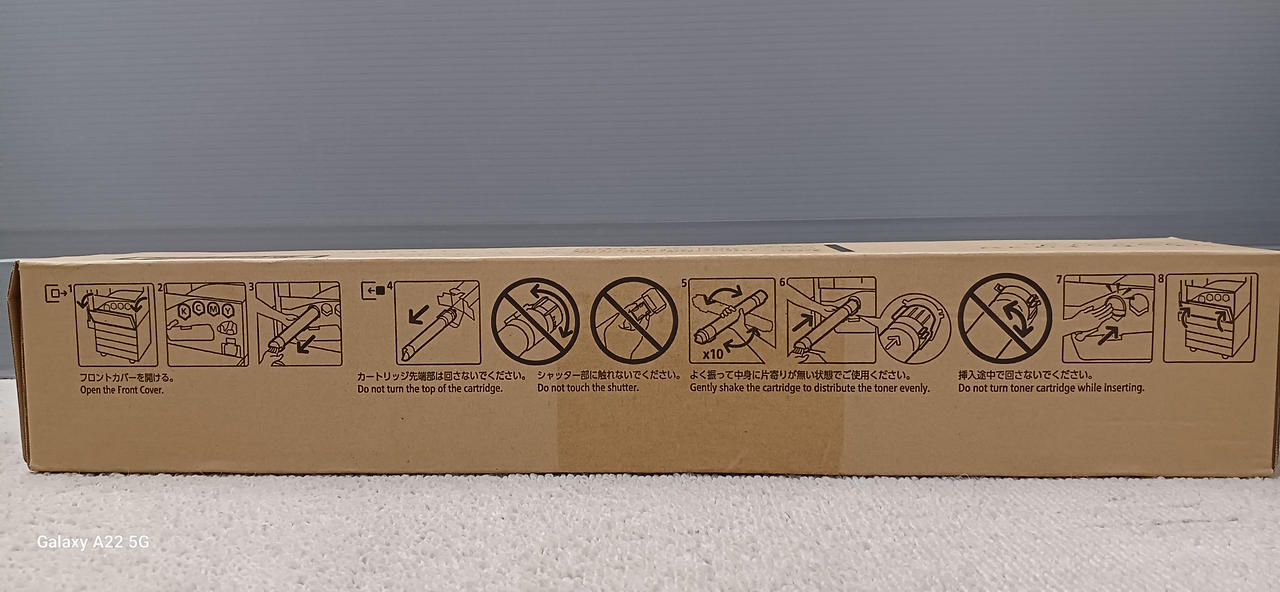 1
2
K C M Y
3
4
5
x10
6
7
8
フロントカバーを開ける。
Open the Front Cover.
カートリッジ先端部は回さないでください。
Do not turn the top of the cartridge.
シャッター部に触れないでください。
Do not touch the shutter.
よく振って中身に片寄りが無い状態でご使用ください。
Gently shake the cartridge to distribute the toner evenly.
挿入途中で回さないでください。
Do not turn toner cartridge while inserting.
Galaxy A22 5G